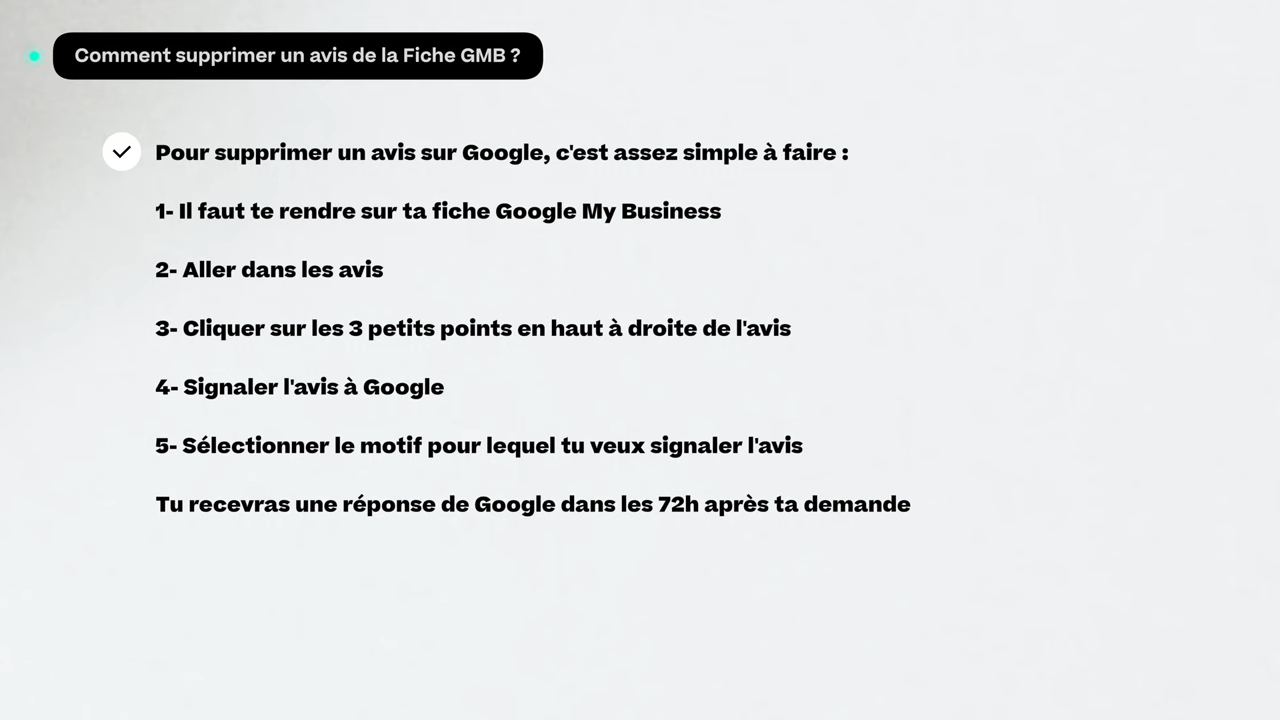 Comment supprimer un avis de la Fiche GMB ?
Pour supprimer un avis sur Google, c'est assez simple à faire :
1- Il faut te rendre sur ta fiche Google My Business
2- Aller dans les avis
3- Cliquer sur les 3 petits points en haut à droite de l'avis
4- Signaler l'avis à Google
5- Sélectionner le motif pour lequel tu veux signaler l'avis
Tu recevras une réponse de Google dans les 72h après ta demande